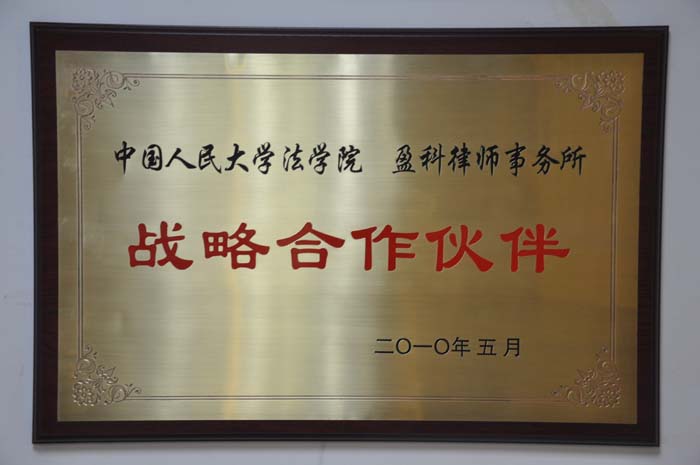 中国人民大学法学院 盈科律师事务所
战略合作伙伴
二〇一〇年五月